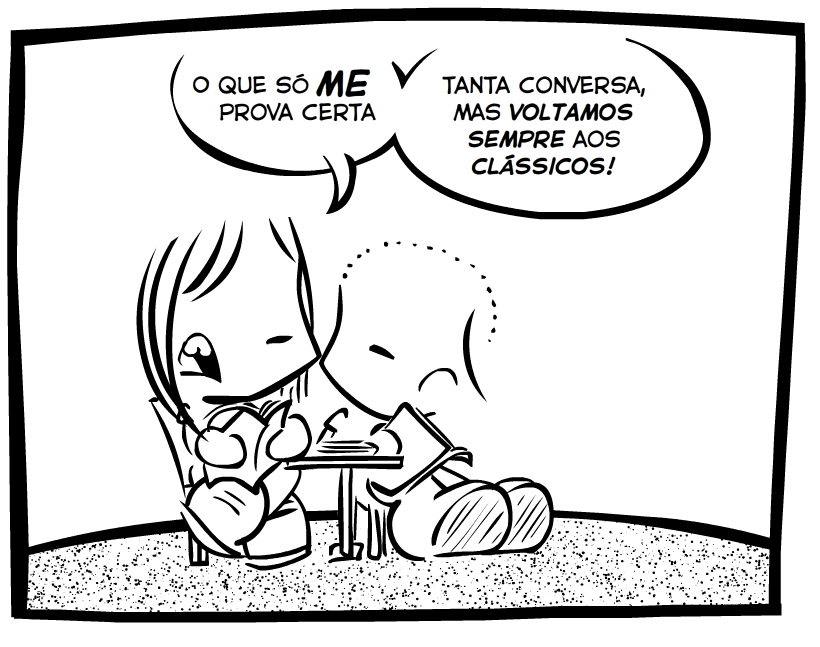 O QUE SÓ ME
PROVA CERTA
TANTA CONVERSA,
MAS VOLTAMOS
SEMPRE AOS
CLÁSSICOS!